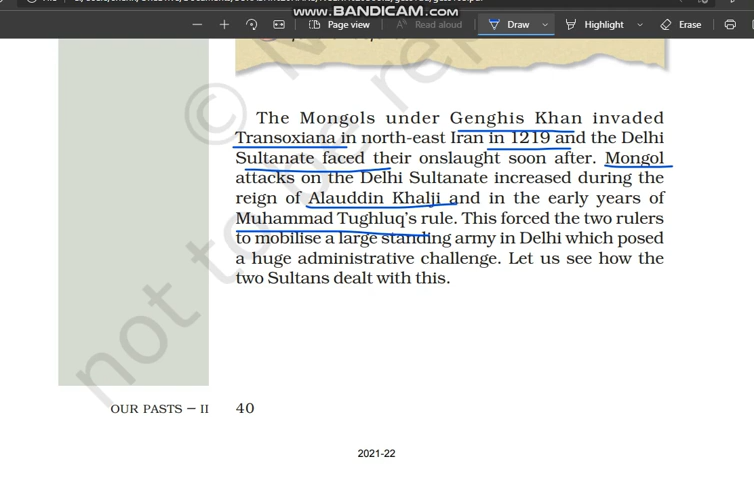 www.BANDICAM.com
Page view
Read aloud
Draw
Highlight
Erase
The Mongols under Genghis Khan invaded
Transoxiana in north-east Iran in 1219 and the Delhi
Sultanate faced their onslaught soon after. Mongol
attacks on the Delhi Sultanate increased during the
reign of Alauddin Khalji and in the early years of
Muhammad Tughluq's rule. This forced the two rulers
to mobilise a large standing army in Delhi which posed
a huge administrative challenge. Let us see how the
two Sultans dealt with this.
not to be re
©
OUR PASTS – II 40
2021-22